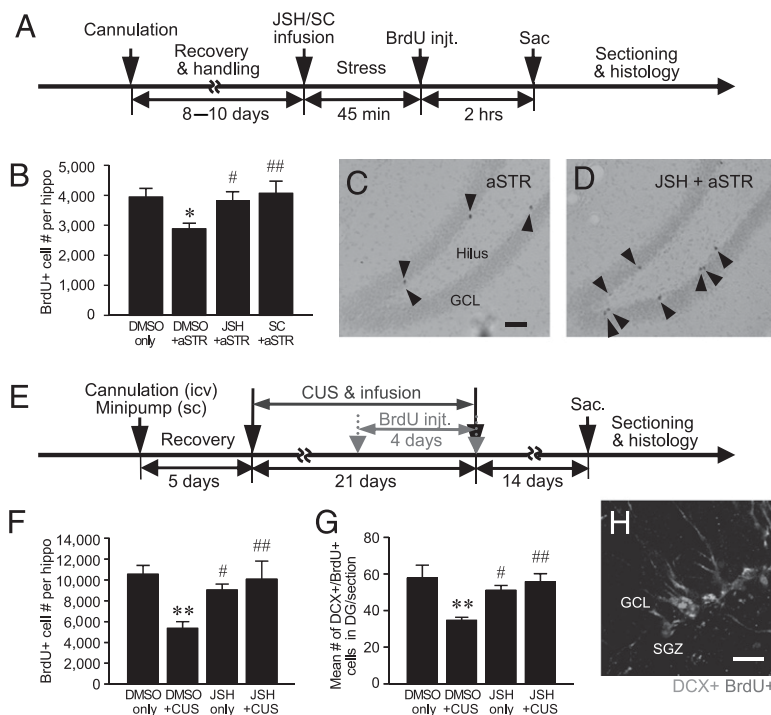 A
Cannulation
Recovery
& handling
JSH/SC
infusion
Stress
BrdU injt.
Sac
Sectioning
& histology
8—10 days
45 min
2 hrs
B
BrdU+ cell # per hippo
5,000
4,000
3,000
2,000
1,000
0
*
#
##
DMSO
only
DMSO
+aSTR
JSH
+aSTR
SC
+aSTR
C
aSTR
Hilus
GCL
D
JSH + aSTR
E
Cannulation (icv)
Minipump (sc)
Recovery
CUS & infusion
BrdU injt.
4 days
Sac.
Sectioning
& histology
5 days
21 days
14 days
F
BrdU+ cell # per hippo
14,000
12,000
10,000
8,000
6,000
4,000
2,000
0
**
#
##
DMSO
only
DMSO
+CUS
JSH
only
JSH
+CUS
G
Mean # of DCX+/BrdU+
cells in DG/section
80
60
40
20
0
**
#
##
DMSO
only
DMSO
+ CUS
JSH
only
JSH
+CUS
H
GCL
SGZ
DCX+ BrdU+